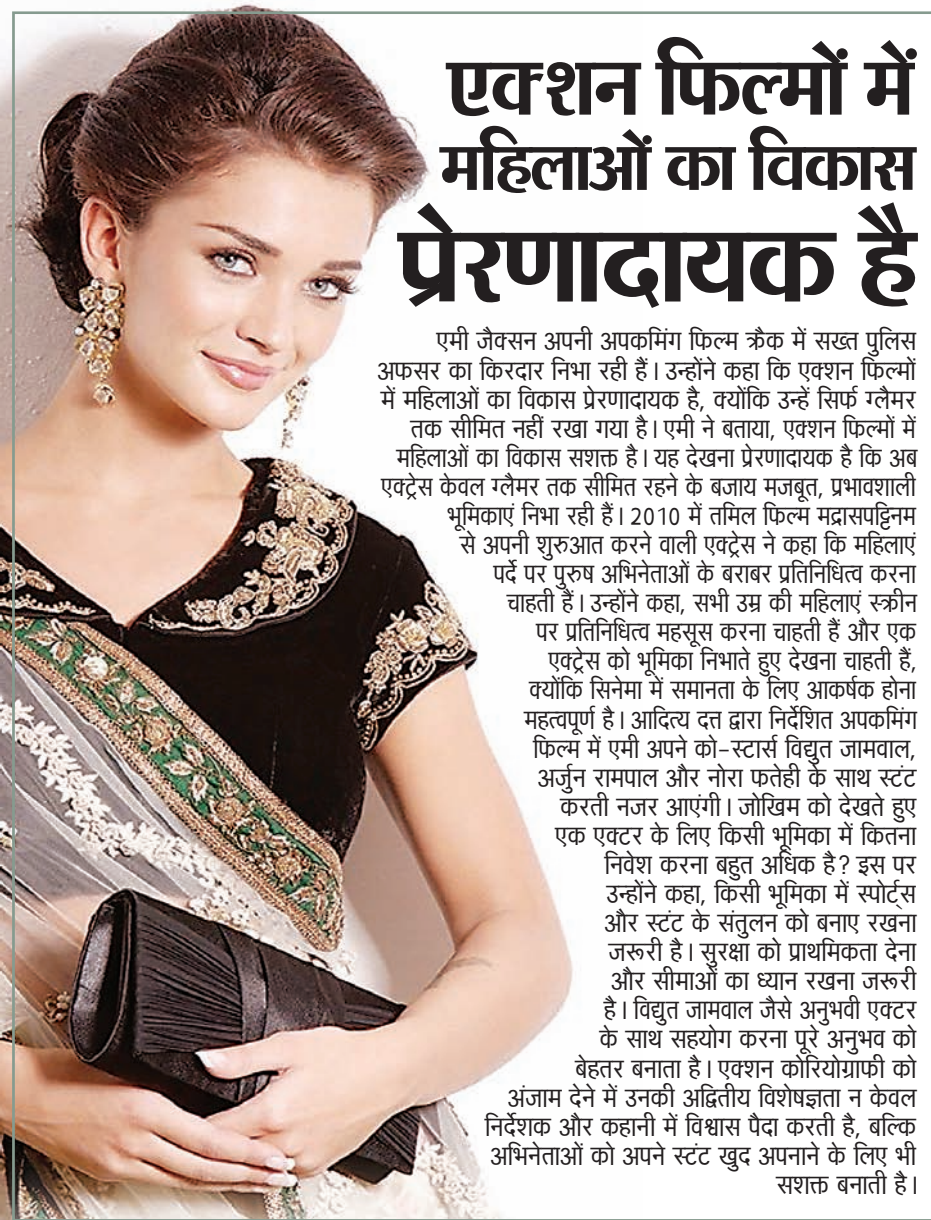 एक्शन फिल्मों में
महिलाओं का विकास
प्रेरणादायक है
एमी जैक्सन अपनी अपकमिंग फिल्म क्रैक में सख्त पुलिस
अफसर का किरदार निभा रही हैं। उन्होंने कहा कि एक्शन फिल्मों
में महिलाओं का विकास प्रेरणादायक है, क्योंकि उन्हें सिर्फ ग्लैमर
तक सीमित नहीं रखा गया है। एमी ने बताया, एक्शन फिल्मों में
महिलाओं का विकास सशक्त है। यह देखना प्रेरणादायक है कि अब
एक्ट्रेस केवल ग्लैमर तक सीमित रहने के बजाय मजबूत, प्रभावशाली
भूमिकाएं निभा रही हैं। 2010 में तमिल फिल्म मद्रासपट्टिनम
से अपनी शुरुआत करने वाली एक्ट्रेस ने कहा कि महिलाएं
पर्दे पर पुरुष अभिनेताओं के बराबर प्रतिनिधित्व करना
चाहती हैं। उन्होंने कहा, सभी उम्र की महिलाएं स्क्रीन
पर प्रतिनिधित्व महसूस करना चाहती हैं और एक
एक्ट्रेस को भूमिका निभाते हुए देखना चाहती हैं,
क्योंकि सिनेमा में समानता के लिए आकर्षक होना
महत्वपूर्ण है। आदित्य दत्त द्वारा निर्देशित अपकमिंग
फिल्म में एमी अपने को-स्टार्स विद्युत जामवाल,
अर्जुन रामपाल और नोरा फतेही के साथ स्टंट
करती नजर आएंगी। जोखिम को देखते हुए
एक एक्टर के लिए किसी भूमिका में कितना
निवेश करना बहुत अधिक है? इस पर
उन्होंने कहा, किसी भूमिका में स्पोर्ट्स
और स्टंट के संतुलन को बनाए रखना
जरूरी है। सुरक्षा को प्राथमिकता देना
और सीमाओं का ध्यान रखना जरूरी
है। विद्युत जामवाल जैसे अनुभवी एक्टर
के साथ सहयोग करना पूरे अनुभव को
बेहतर बनाता है। एक्शन कोरियोग्राफी को
अंजाम देने में उनकी अद्वितीय विशेषज्ञता न केवल
निर्देशक और कहानी में विश्वास पैदा करती है, बल्कि
अभिनेताओं को अपने स्टंट खुद अपनाने के लिए भी
सशक्त बनाती है।